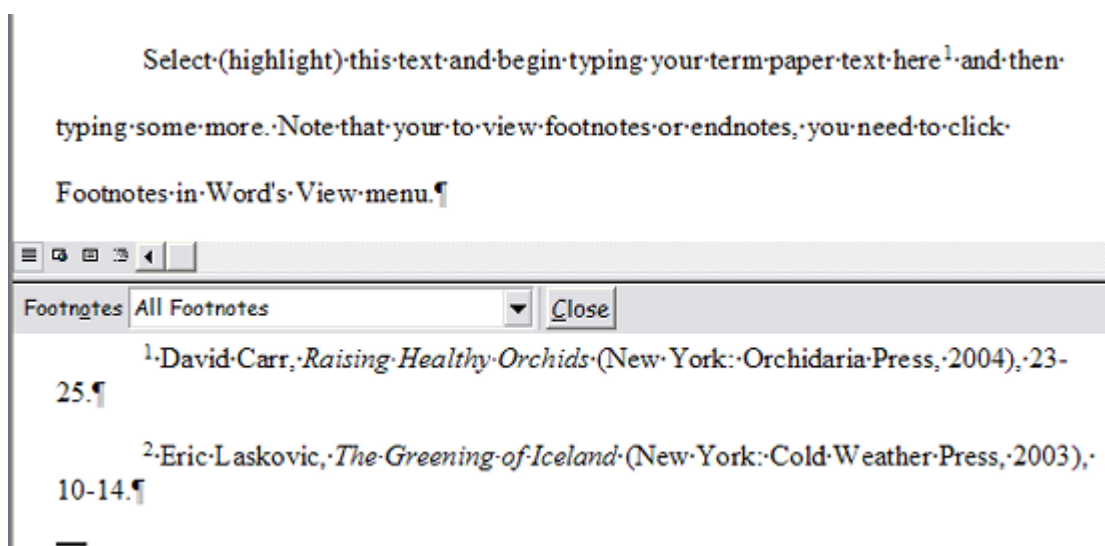 Select·(highlight)·this·text·and·begin·typing·your·term·paper·text·here¹·and·then·
typing·some·more.·Note·that·your·to·view·footnotes·or·endnotes,·you·need·to·click·
Footnotes·in·Word's·View·menu.¶
Footnotes All Footnotes Close
¹·David·Carr,·Raising·Healthy·Orchids·(New·York:·Orchidaria·Press,·2004),·23-
25.¶
²·Eric·Laskovic,·The·Greening·of·Iceland·(New·York:·Cold·Weather·Press,·2003),·
10-14.¶